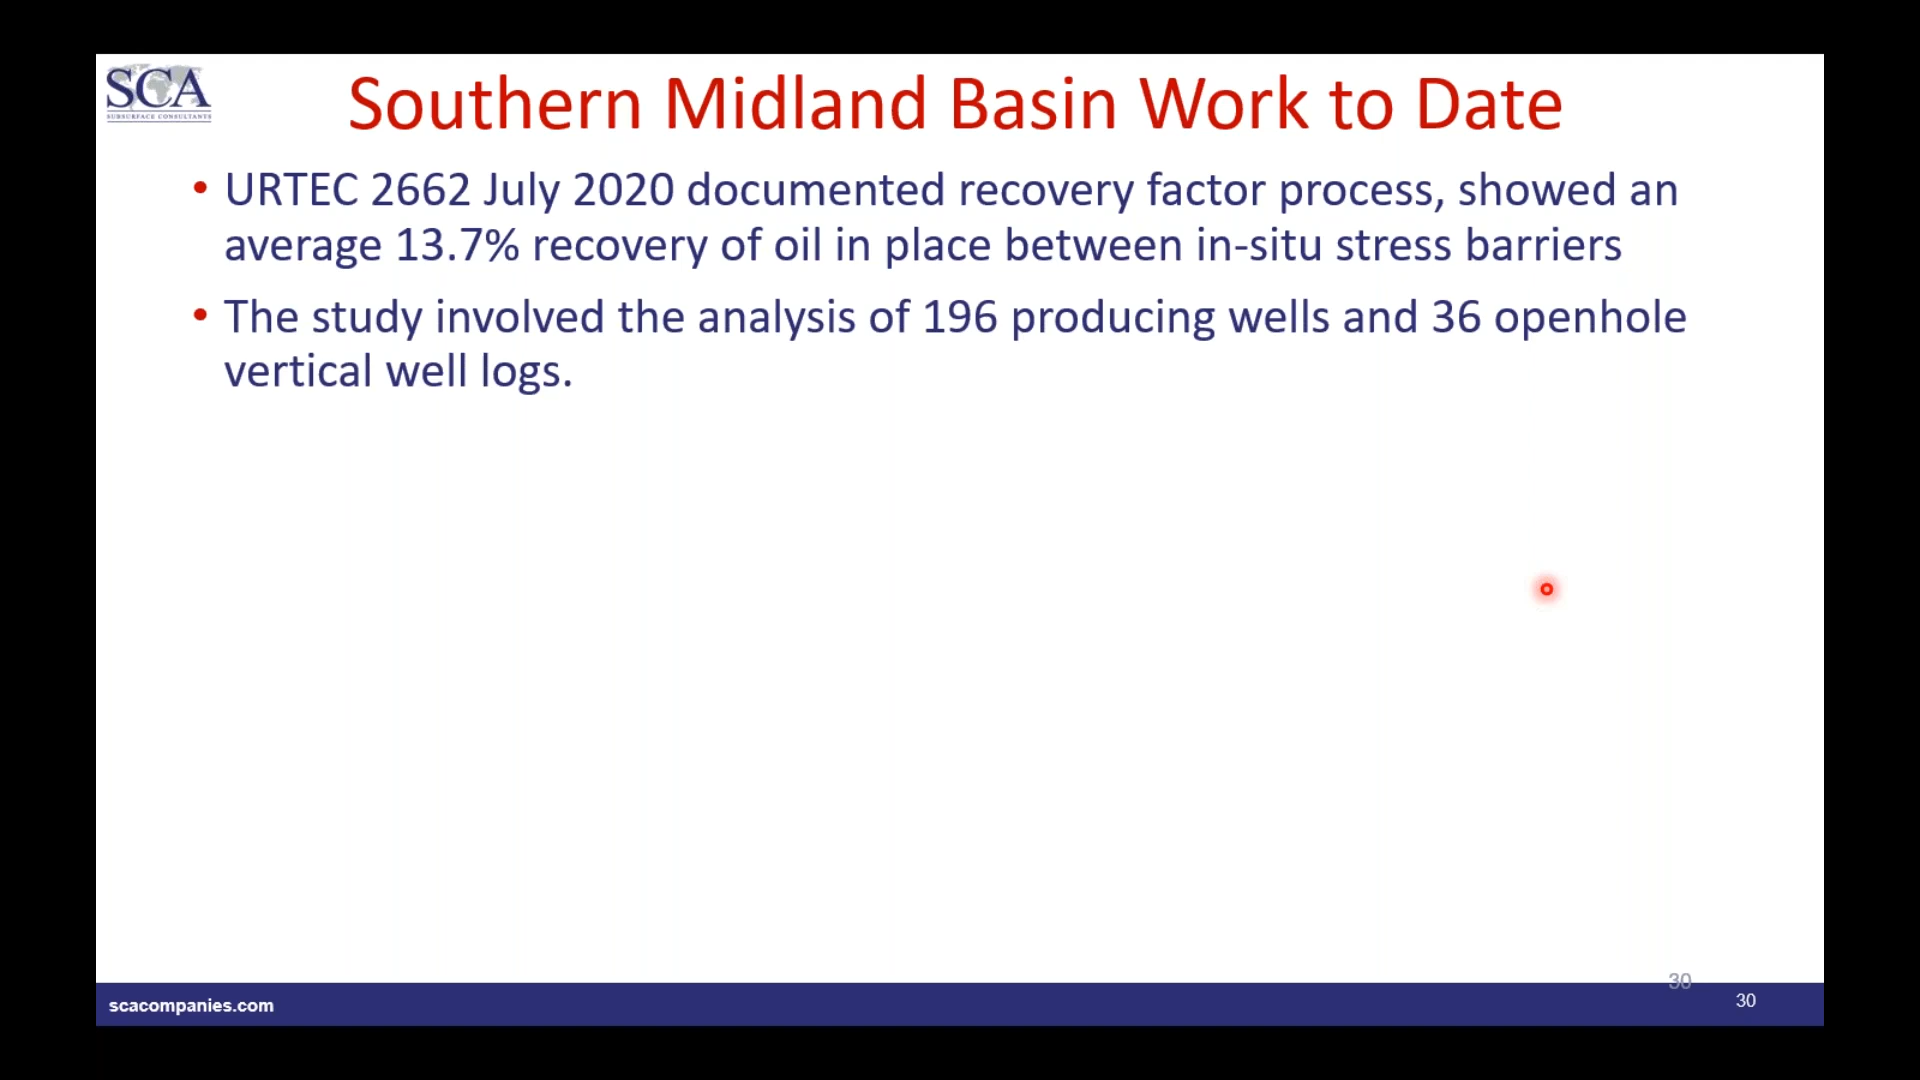 SCA
SUBSURFACE CONSULTANTS
Southern Midland Basin Work to Date
• URTEC 2662 July 2020 documented recovery factor process, showed an
average 13.7% recovery of oil in place between in-situ stress barriers
• The study involved the analysis of 196 producing wells and 36 openhole
vertical well logs.
30
scacompanies.com
30